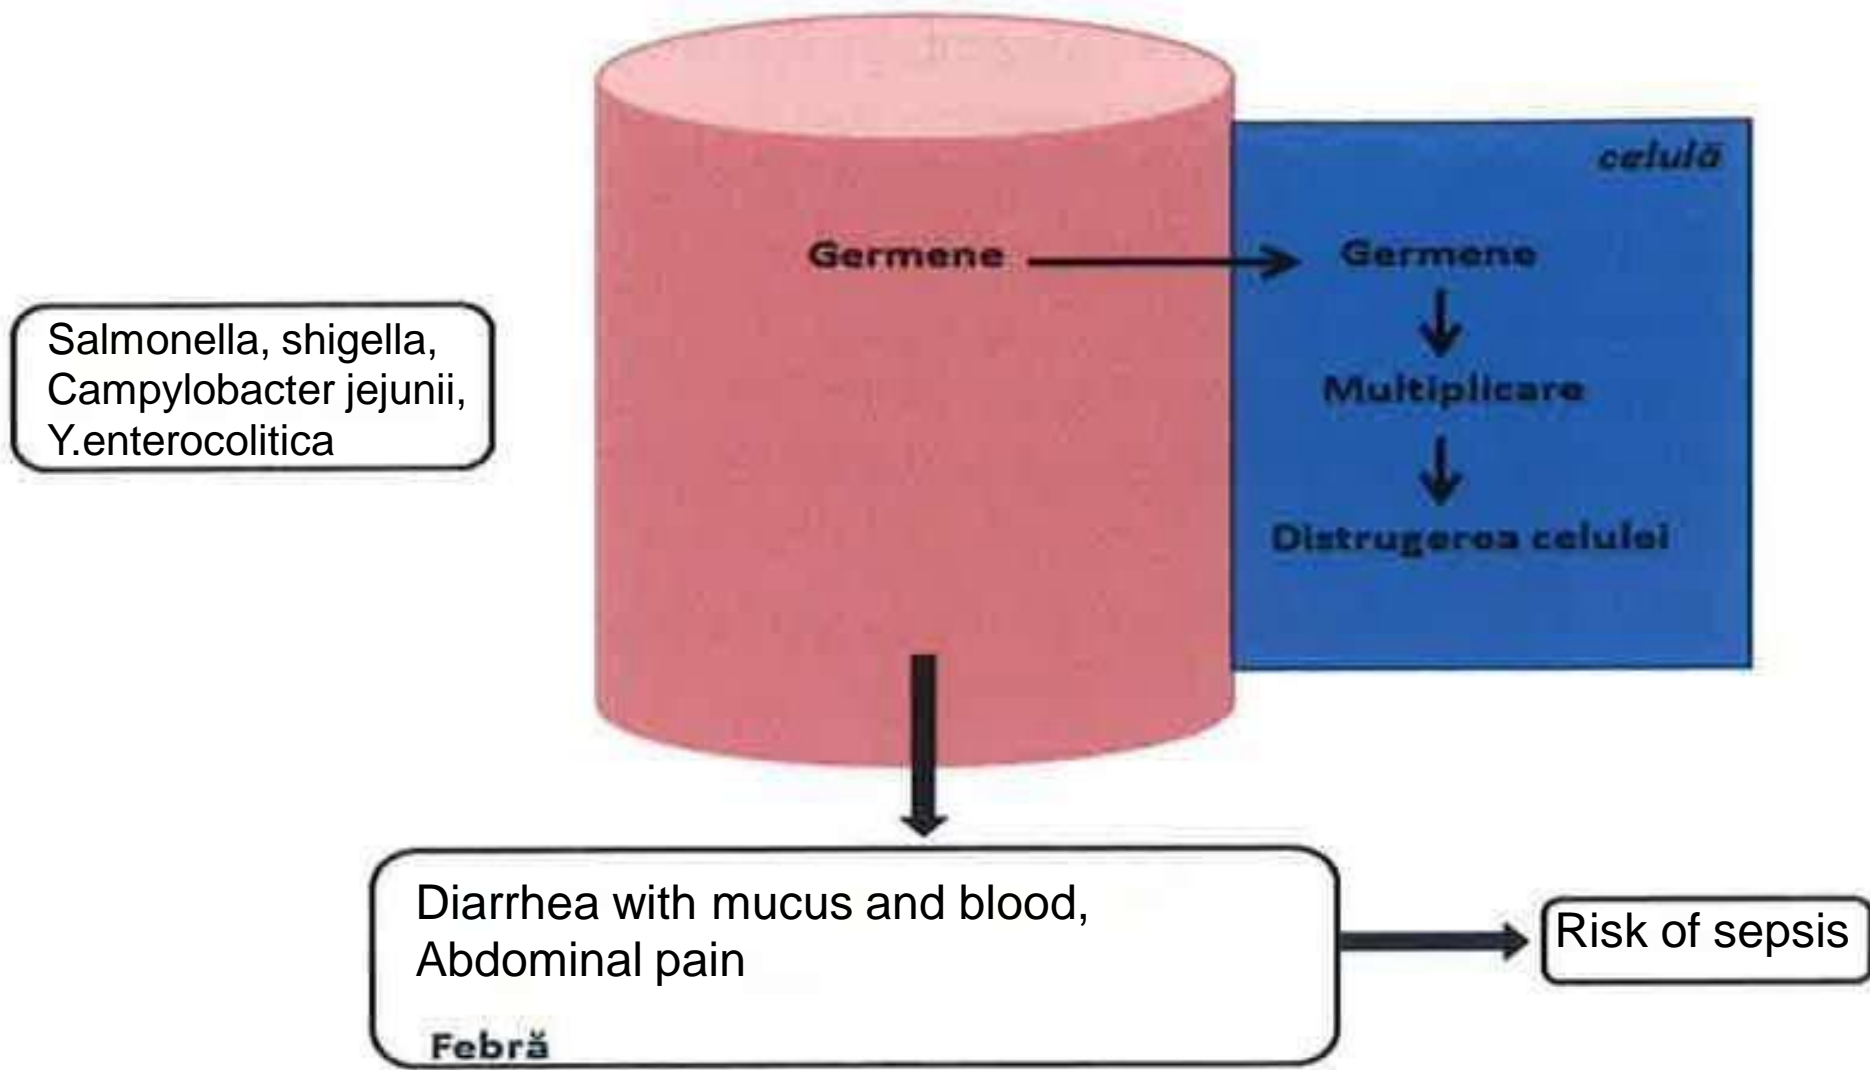 celulă
Germene
Germene
Salmonella, shigella,
Campylobacter jejunii,
Y.enterocolitica
Multiplicare
Distrugerea celulei
Diarrhea with mucus and blood,
Abdominal pain
Febră
Risk of sepsis